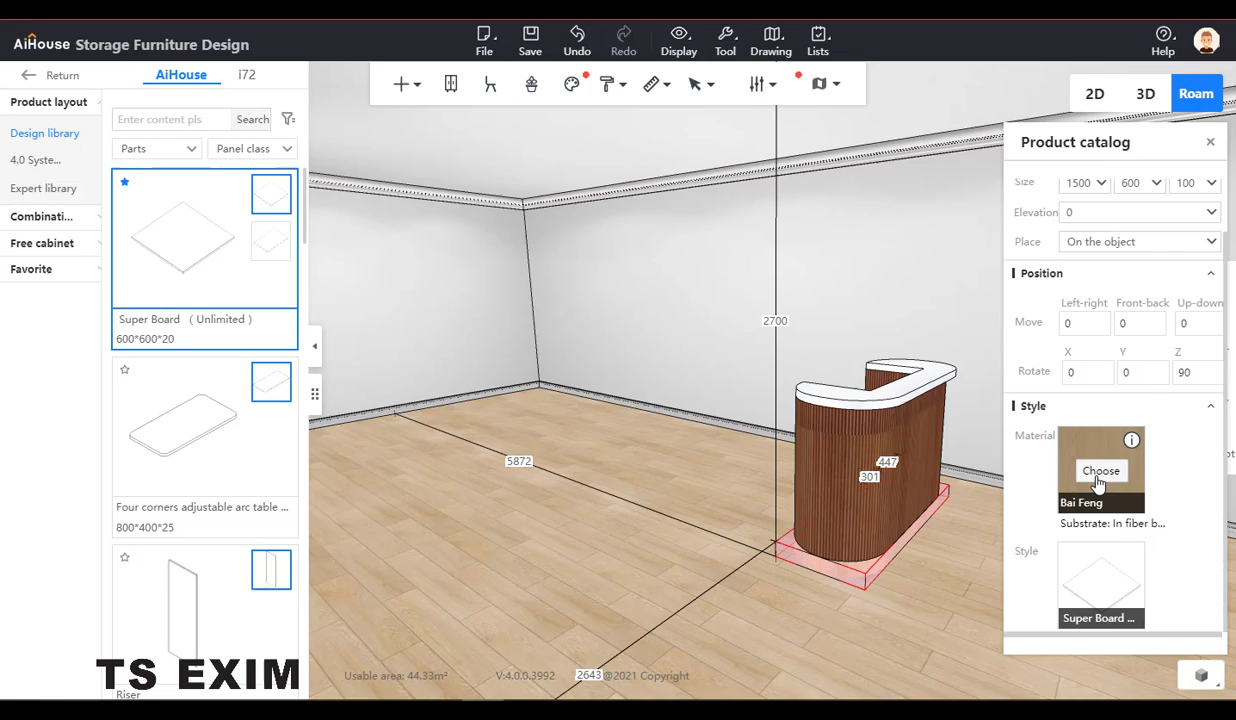 AiHouse Storage Furniture Design
File
Save
Undo
Redo
Display
Tool
Drawing
Lists
Help
Return
AiHouse
i72
Product layout
Design library
4.0 Syste...
Expert library
Combinati...
Free cabinet
Favorite
Enter content pls
Search
Parts
Panel class
Super Board （ Unlimited ）
600*600*20
Four corners adjustable arc table ...
800*400*25
Riser
TS EXIM
2D
3D
Roam
2700
5872
447
301
2643
Usable area: 44.33m²
V:4.0.0.3992
@2021 Copyright
Product catalog
Size
1500
600
100
Elevation
0
Place
On the object
Position
Left-right
Front-back
Up-down
Move
0
0
0
X
Y
Z
Rotate
0
0
90
Style
Material
Choose
Bai Feng
Substrate: In fiber b...
Style
Super Board ...